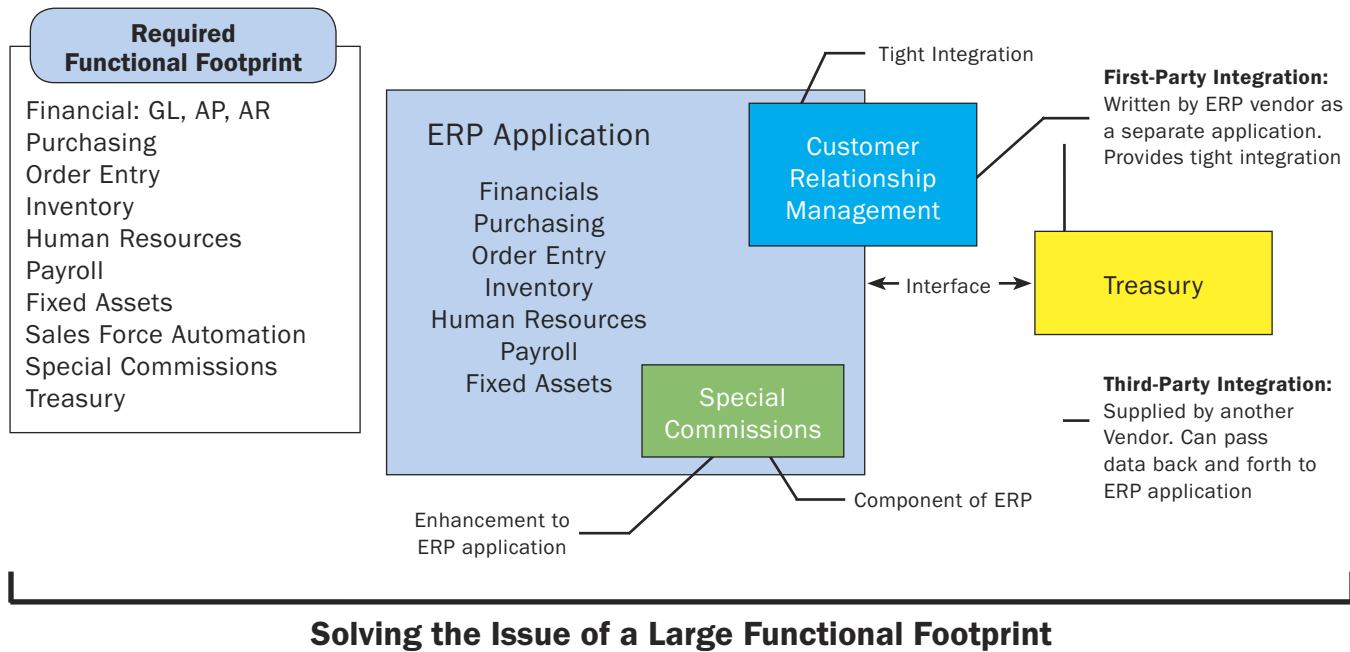 Required
Functional Footprint
Financial: GL, AP, AR
Purchasing
Order Entry
Inventory
Human Resources
Payroll
Fixed Assets
Sales Force Automation
Special Commissions
Treasury
ERP Application
Financials
Purchasing
Order Entry
Inventory
Human Resources
Payroll
Fixed Assets
Customer
Relationship
Management
Special
Commissions
Tight Integration
First-Party Integration:
Written by ERP vendor as
a separate application.
Provides tight integration
Interface
Treasury
Third-Party Integration:
Supplied by another
Vendor. Can pass
data back and forth to
ERP application
Component of ERP
Enhancement to
ERP application
Solving the Issue of a Large Functional Footprint